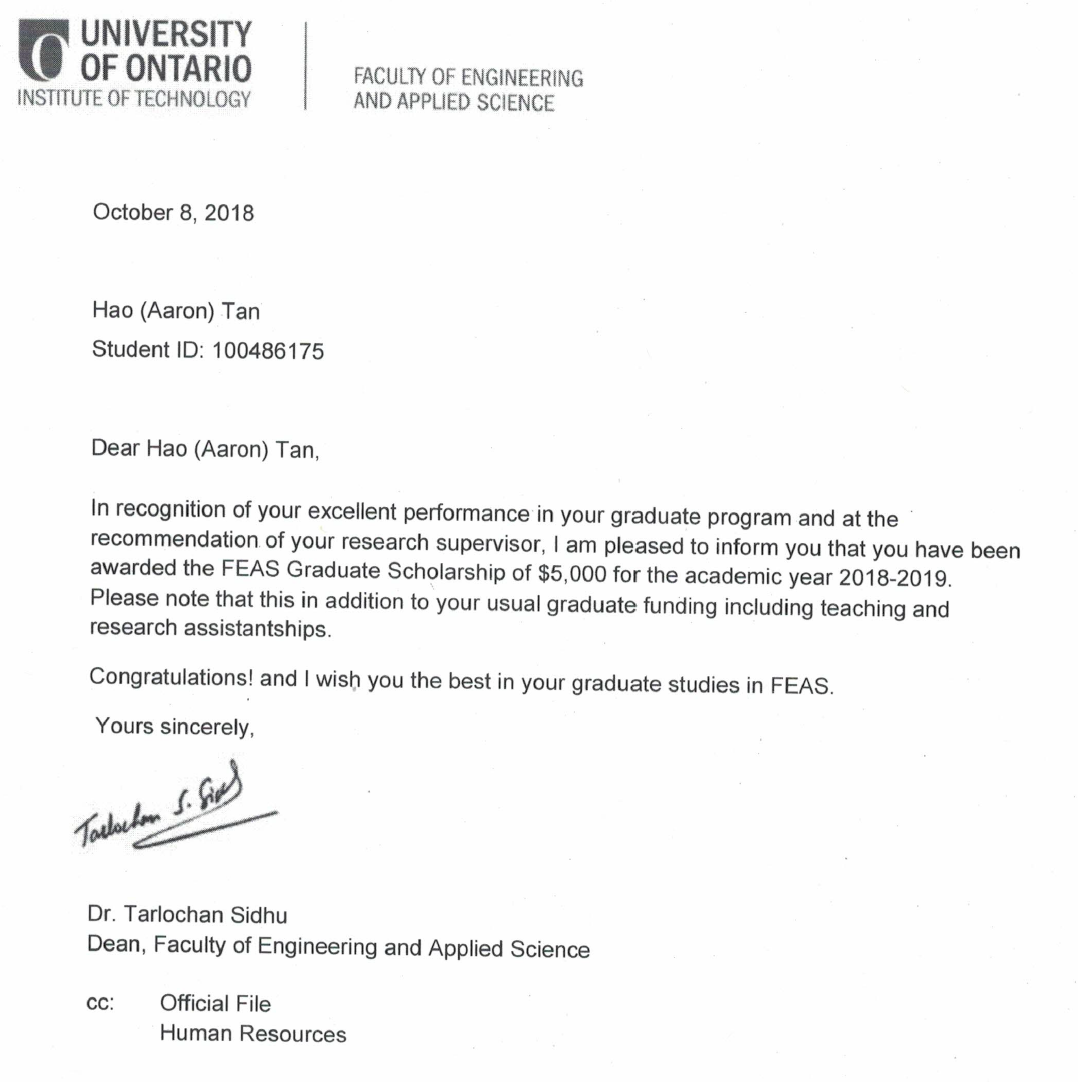 UNIVERSITY
OF ONTARIO
INSTITUTE OF TECHNOLOGY
FACULTY OF ENGINEERING
AND APPLIED SCIENCE
October 8, 2018
Hao (Aaron) Tan
Student ID: 100486175
Dear Hao (Aaron) Tan,
In recognition of your excellent performance in your graduate program and at the
recommendation of your research supervisor, I am pleased to inform you that you have been
awarded the FEAS Graduate Scholarship of $5,000 for the academic year 2018-2019.
Please note that this in addition to your usual graduate funding including teaching and
research assistantships.
Congratulations! and I wish you the best in your graduate studies in FEAS.
Yours sincerely,
Tarlochan S. Sidhu
Dr. Tarlochan Sidhu
Dean, Faculty of Engineering and Applied Science
cc: Official File
Human Resources